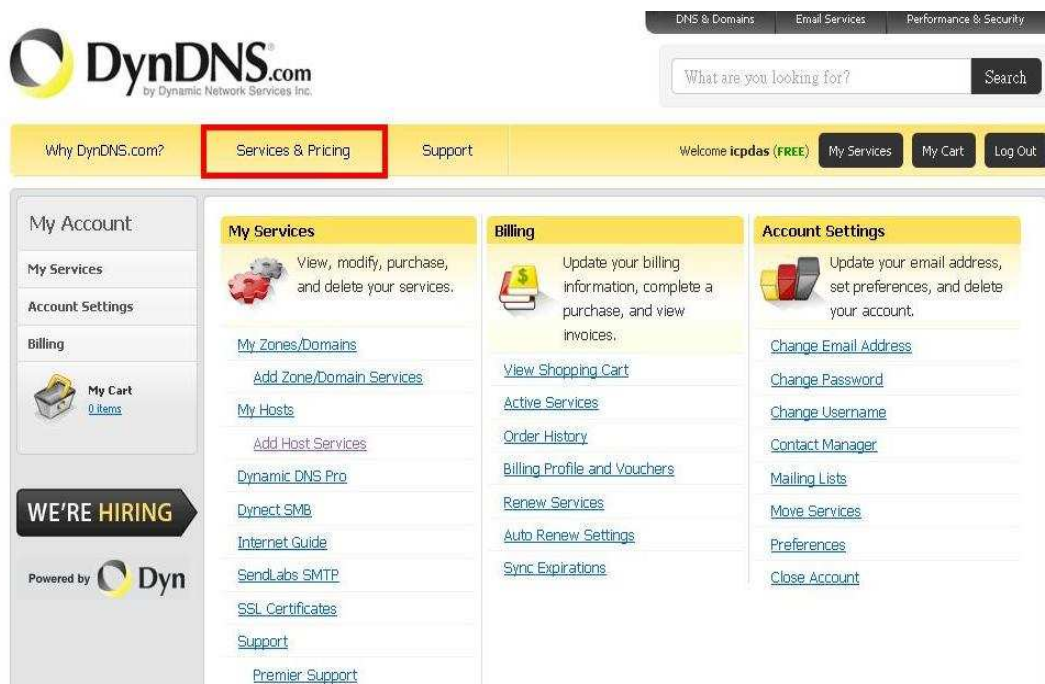 DNS & Domains
Email Services
Performance & Security
DynDNS.com
by Dynamic Network Services Inc.
What are you looking for?
Search
Why DynDNS.com?
Services & Pricing
Support
Welcome icpdas (FREE)
My Services
My Cart
Log Out
My Account
My Services
Account Settings
Billing
My Cart
0 items
WE'RE HIRING
Powered by Dyn
My Services
View, modify, purchase,
and delete your services.
My Zones/Domains
Add Zone/Domain Services
My Hosts
Add Host Services
Dynamic DNS Pro
Dynect SMB
Internet Guide
SendLabs SMTP
SSL Certificates
Support
Premier Support
Billing
Update your billing
information, complete a
purchase, and view
invoices.
View Shopping Cart
Active Services
Order History
Billing Profile and Vouchers
Renew Services
Auto Renew Settings
Sync Expirations
Account Settings
Update your email address,
set preferences, and delete
your account.
Change Email Address
Change Password
Change Username
Contact Manager
Mailing Lists
Move Services
Preferences
Close Account